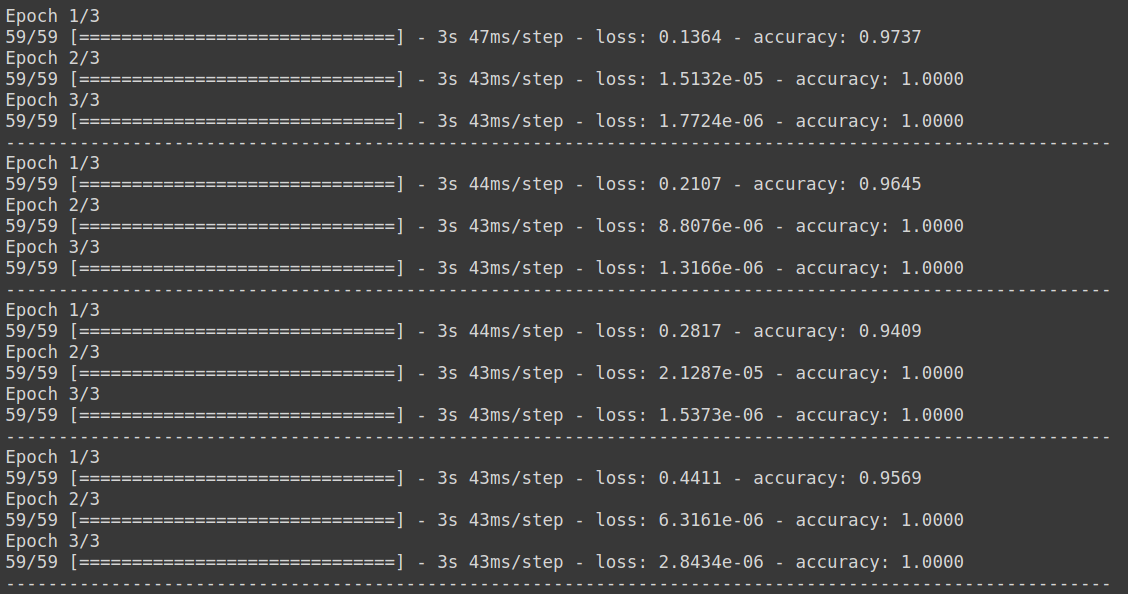 Epoch 1/3
59/59 [==============================] - 3s 47ms/step - loss: 0.1364 - accuracy: 0.9737
Epoch 2/3
59/59 [==============================] - 3s 43ms/step - loss: 1.5132e-05 - accuracy: 1.0000
Epoch 3/3
59/59 [==============================] - 3s 43ms/step - loss: 1.7724e-06 - accuracy: 1.0000
---------------------------------------------------------------------------------------------------------
Epoch 1/3
59/59 [==============================] - 3s 44ms/step - loss: 0.2107 - accuracy: 0.9645
Epoch 2/3
59/59 [==============================] - 3s 43ms/step - loss: 8.8076e-06 - accuracy: 1.0000
Epoch 3/3
59/59 [==============================] - 3s 43ms/step - loss: 1.3166e-06 - accuracy: 1.0000
---------------------------------------------------------------------------------------------------------
Epoch 1/3
59/59 [==============================] - 3s 44ms/step - loss: 0.2817 - accuracy: 0.9409
Epoch 2/3
59/59 [==============================] - 3s 43ms/step - loss: 2.1287e-05 - accuracy: 1.0000
Epoch 3/3
59/59 [==============================] - 3s 43ms/step - loss: 1.5373e-06 - accuracy: 1.0000
---------------------------------------------------------------------------------------------------------
Epoch 1/3
59/59 [==============================] - 3s 43ms/step - loss: 0.4411 - accuracy: 0.9569
Epoch 2/3
59/59 [==============================] - 3s 43ms/step - loss: 6.3161e-06 - accuracy: 1.0000
Epoch 3/3
59/59 [==============================] - 3s 43ms/step - loss: 2.8434e-06 - accuracy: 1.0000
---------------------------------------------------------------------------------------------------------